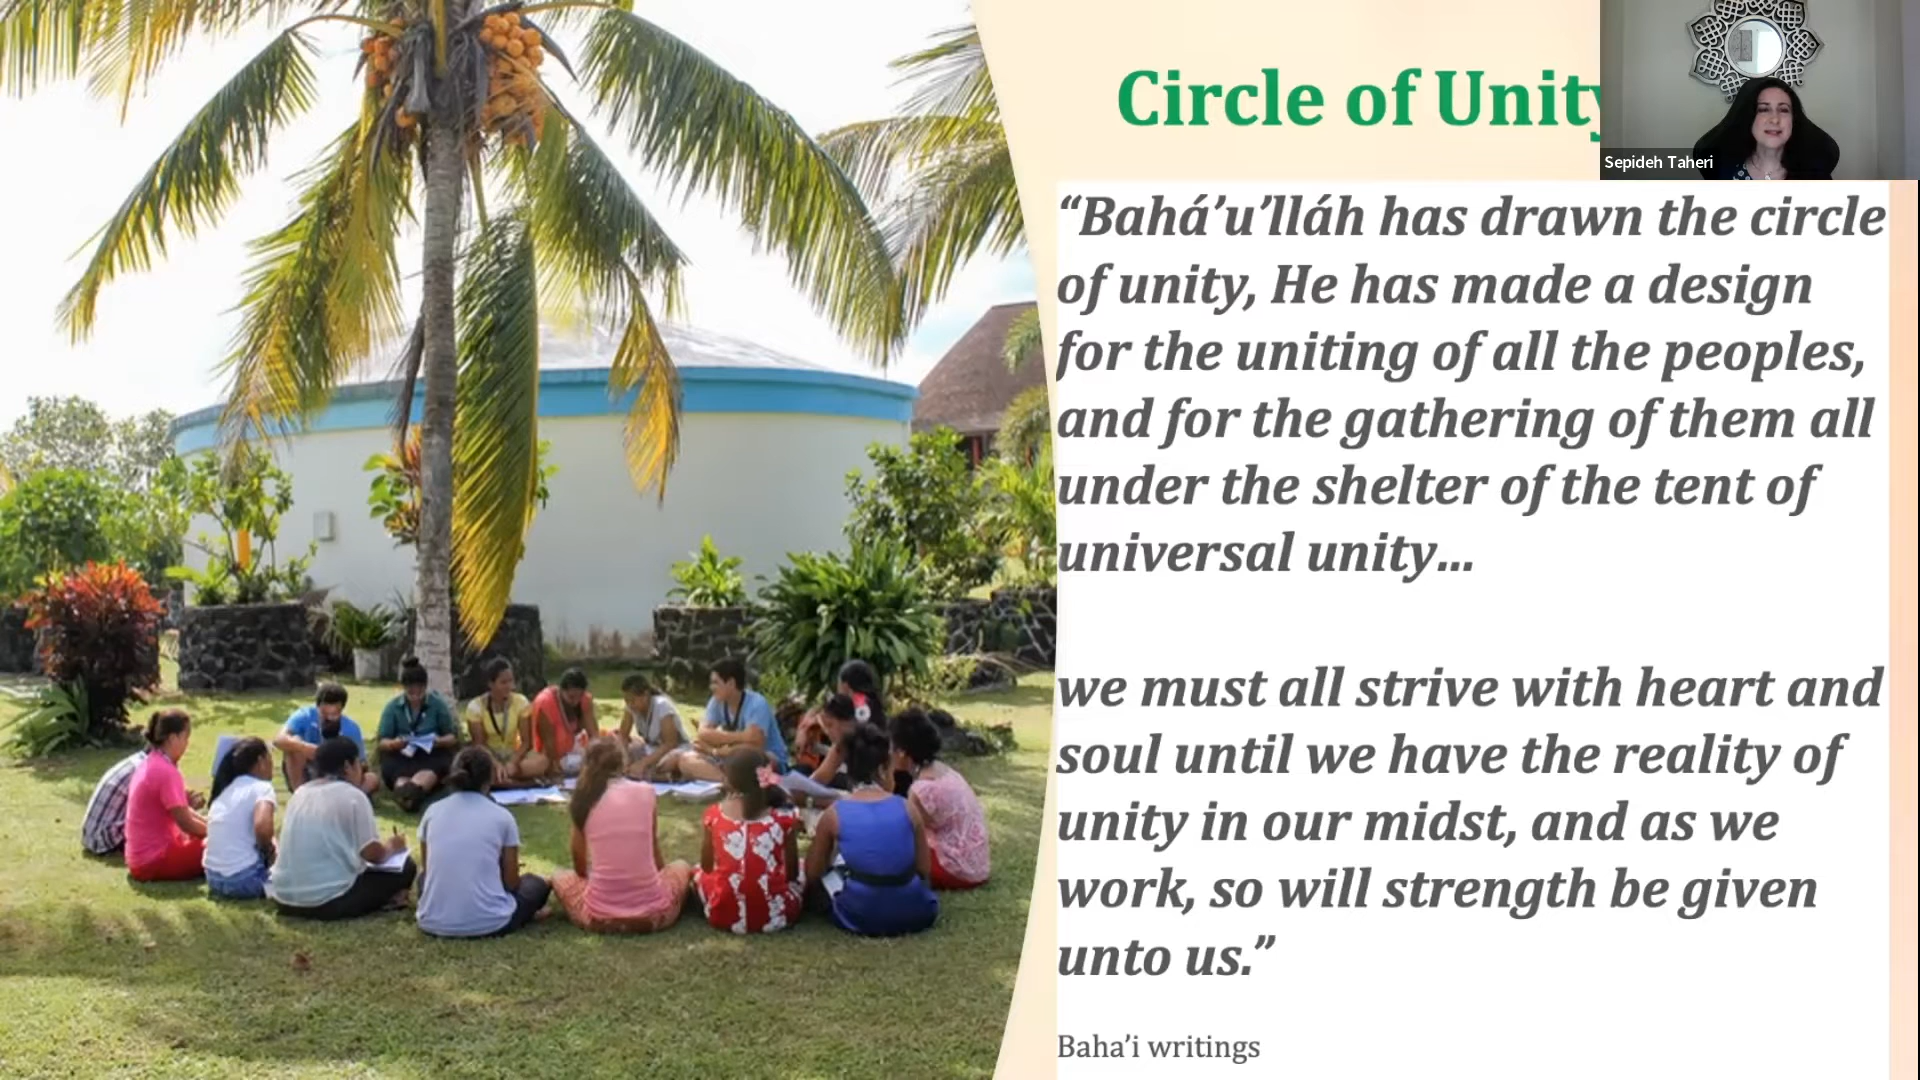 Circle of Unity
Sepideh Taheri
“Bahá’u’lláh has drawn the circle
of unity, He has made a design
for the uniting of all the peoples,
and for the gathering of them all
under the shelter of the tent of
universal unity...
we must all strive with heart and
soul until we have the reality of
unity in our midst, and as we
work, so will strength be given
unto us.”
Baha’i writings